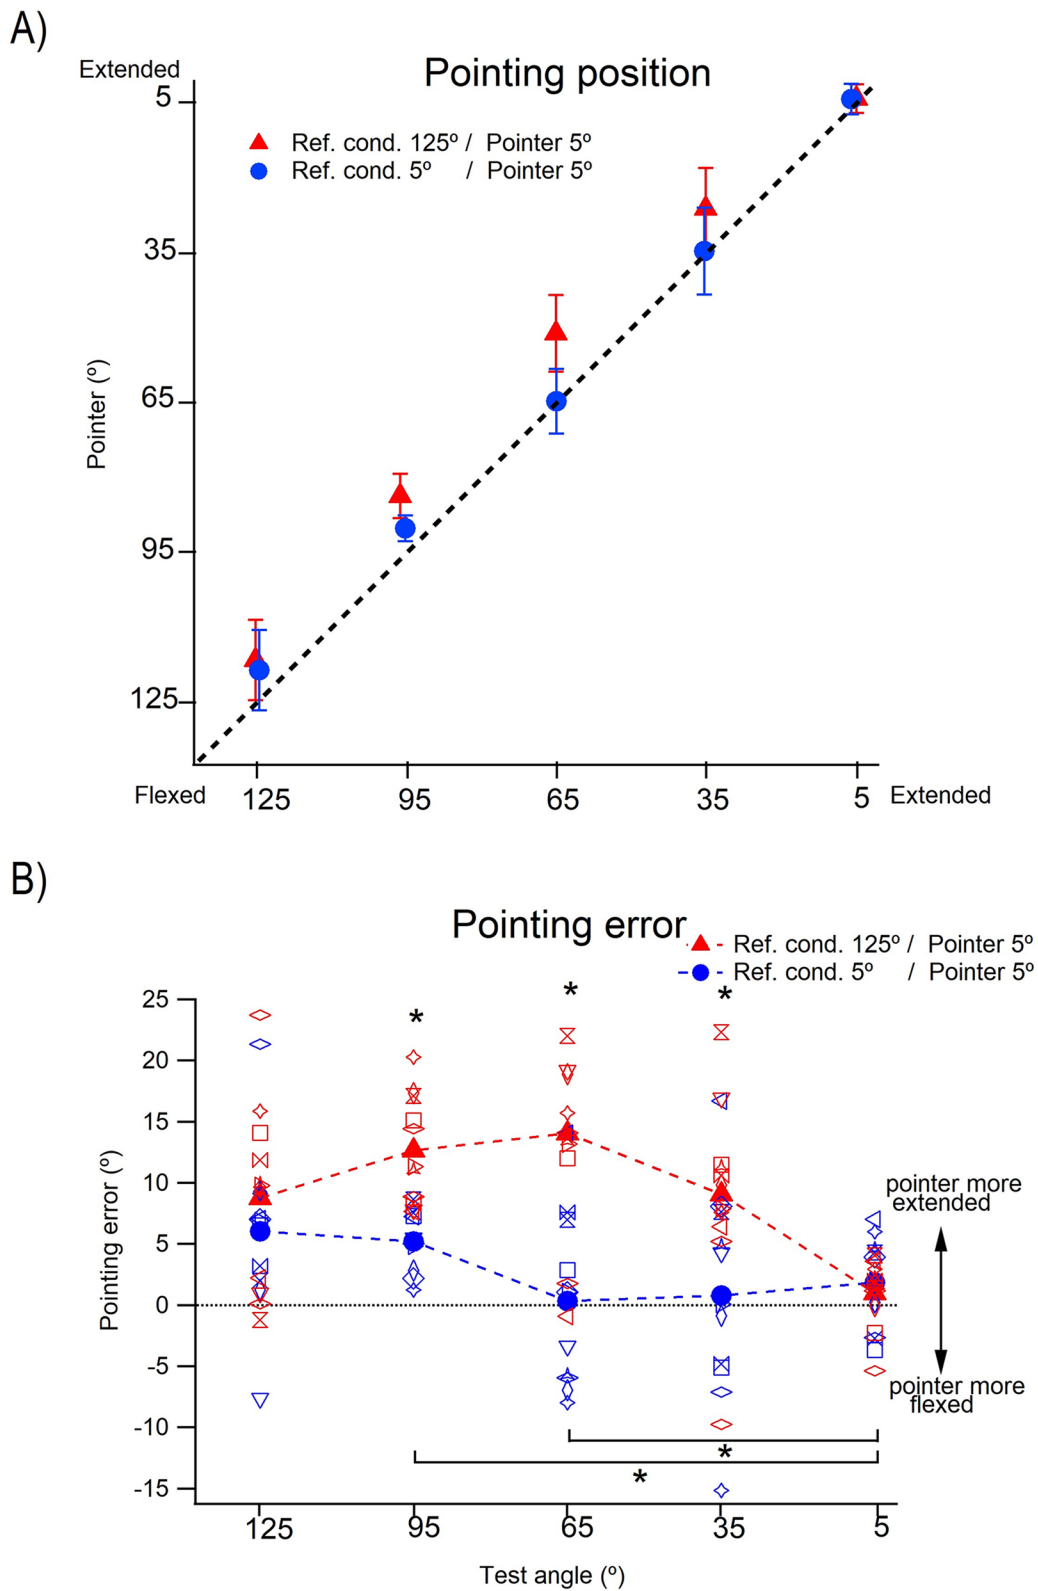 A)
Pointing position
Extended
5
Ref. cond. 125º / Pointer 5º
Ref. cond. 5º / Pointer 5º
35
Pointer (º)
65
95
125
Flexed 125 95 65 35 5 Extended
B)
Pointing error
Ref. cond. 125º / Pointer 5º
Ref. cond. 5º / Pointer 5º
25
* * *
20
15
10
5
0
-5
-10
-15
Pointing error (º)
pointer more
extended
pointer more
flexed
*
*
125 95 65 35 5
Test angle (º)